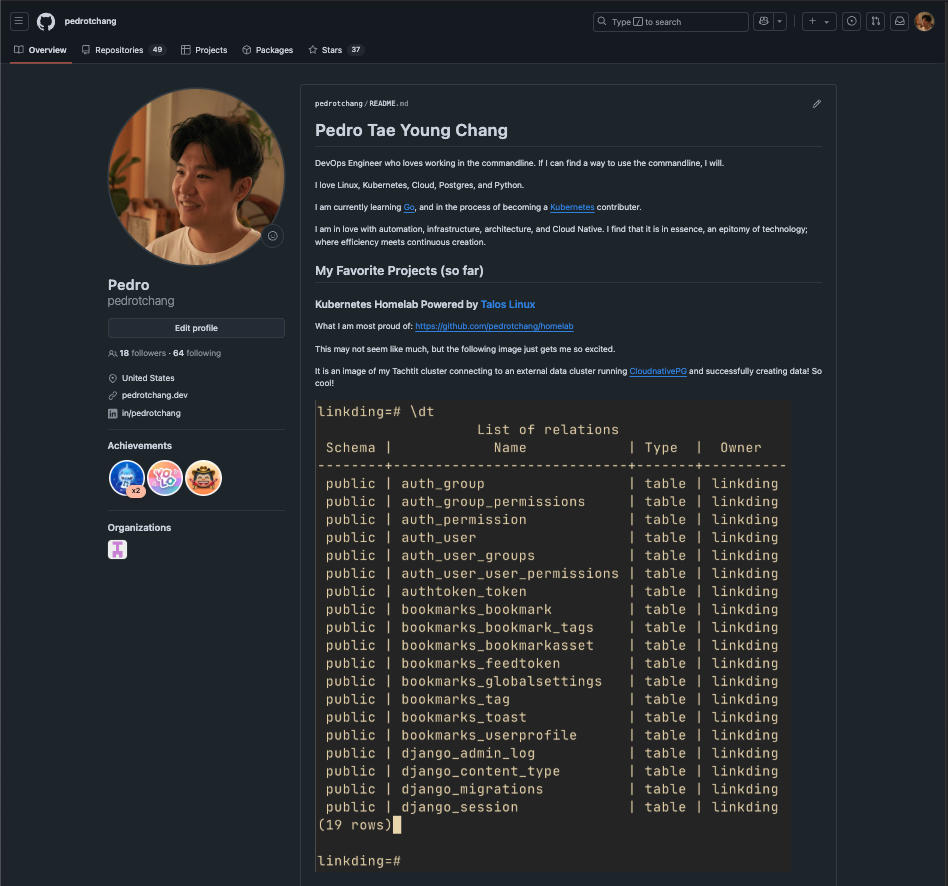 pedrotchang
Type / to search
Overview
Repositories 49
Projects
Packages
Stars 37
pedrotchang/README.md
Pedro Tae Young Chang
DevOps Engineer who loves working in the commandline. If I can find a way to use the commandline, I will.
I love Linux, Kubernetes, Cloud, Postgres, and Python.
I am currently learning Go, and in the process of becoming a Kubernetes contributer.
I am in love with automation, infrastructure, architecture, and Cloud Native. I find that it is in essence, an epitomy of technology;
where efficiency meets continuous creation.
My Favorite Projects (so far)
Kubernetes Homelab Powered by Talos Linux
What I am most proud of: https://github.com/pedrotchang/homelab
This may not seem like much, but the following image just gets me so excited.
It is an image of my Tachtit cluster connecting to an external data cluster running CloudnativePG and successfully creating data! So
cool!
linkding=# \dt
List of relations
Schema | Name | Type | Owner
--------+----------------------------+-------+----------
public | auth_group | table | linkding
public | auth_group_permissions | table | linkding
public | auth_permission | table | linkding
public | auth_user | table | linkding
public | auth_user_groups | table | linkding
public | auth_user_user_permissions | table | linkding
public | authtoken_token | table | linkding
public | bookmarks_bookmark | table | linkding
public | bookmarks_bookmark_tags | table | linkding
public | bookmarks_bookmarkasset | table | linkding
public | bookmarks_feedtoken | table | linkding
public | bookmarks_globalsettings | table | linkding
public | bookmarks_tag | table | linkding
public | bookmarks_toast | table | linkding
public | bookmarks_userprofile | table | linkding
public | django_admin_log | table | linkding
public | django_content_type | table | linkding
public | django_migrations | table | linkding
public | django_session | table | linkding
(19 rows)
linkding=#
Pedro
pedrotchang
Edit profile
18 followers · 64 following
United States
pedrotchang.dev
in/pedrotchang
Achievements
x2
YOLO
Organizations